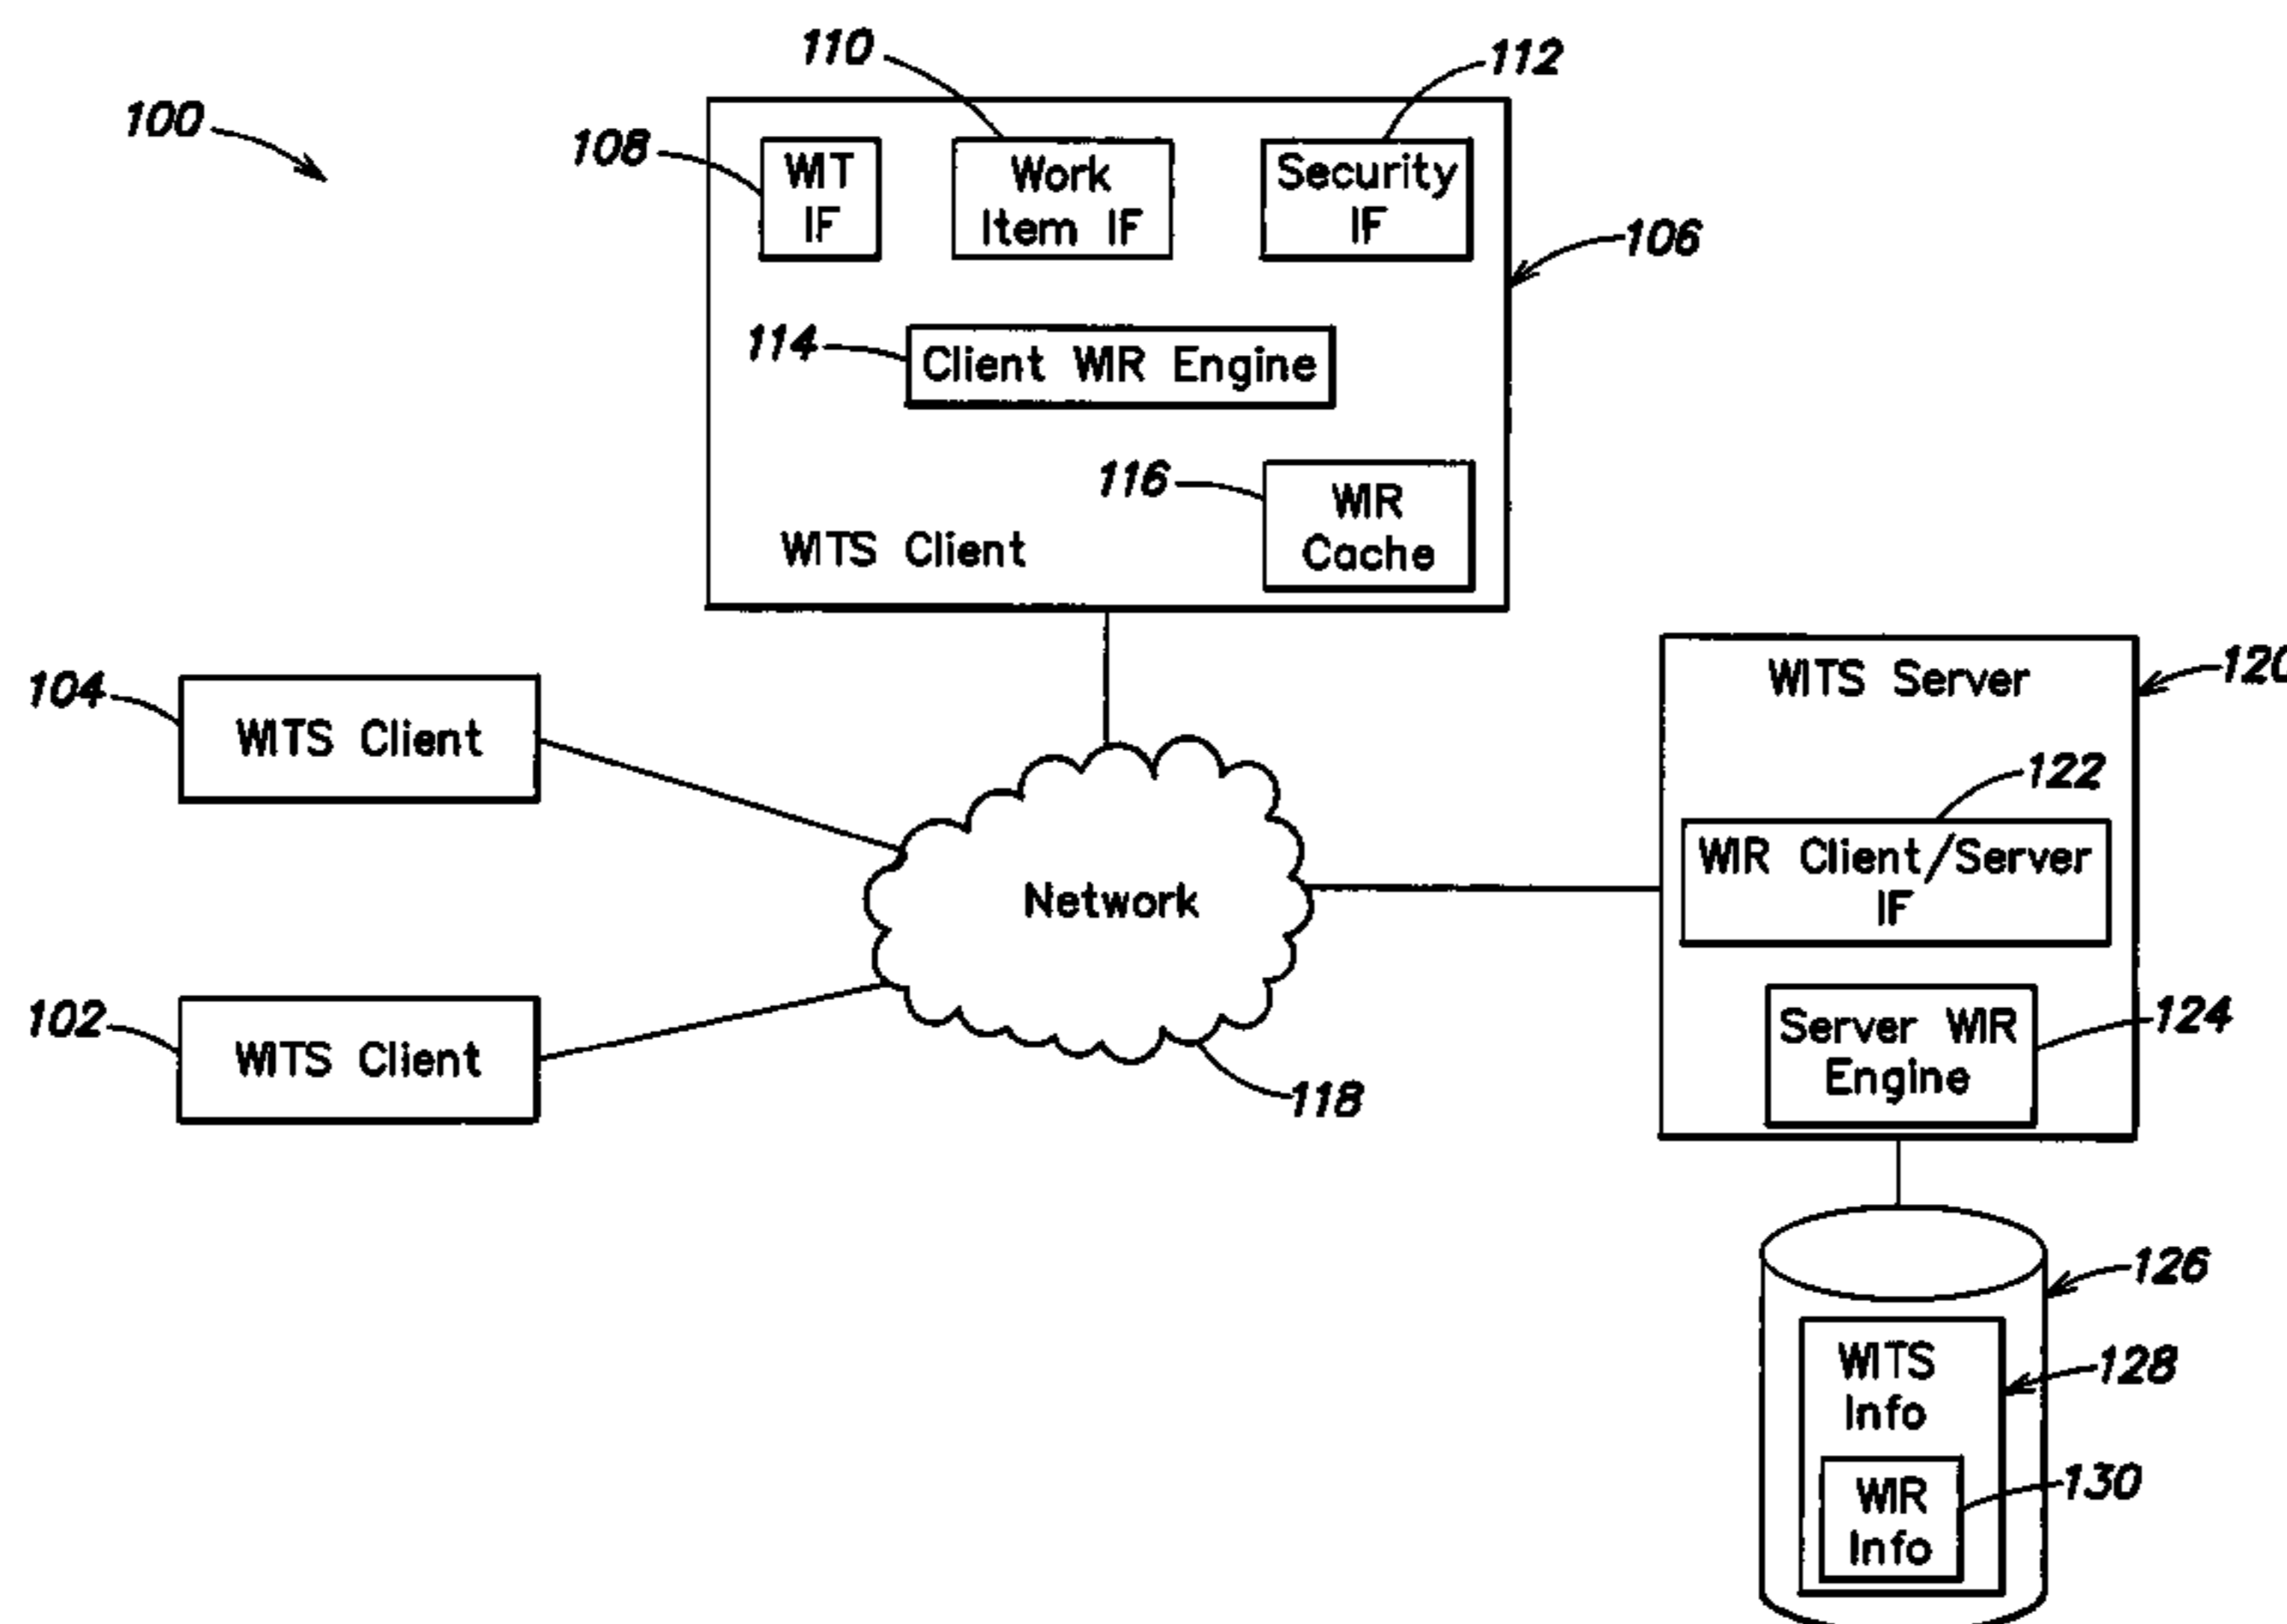 110
112
100
108
WIT
IF
Work
Item IF
Security
IF
106
114
Client WIR Engine
116
WIR
Cache
WITS Client
104
WITS Client
120
WITS Server
122
WIR Client/Server
IF
Network
102
WITS Client
124
Server WIR
Engine
118
126
WITS
Info
128
WIR
Info
130